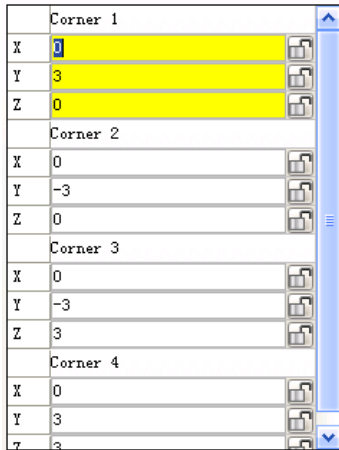 Corner 1
X 0
Y 3
Z 0
Corner 2
X 0
Y -3
Z 0
Corner 3
X 0
Y -3
Z 3
Corner 4
X 0
Y 3
Z 3